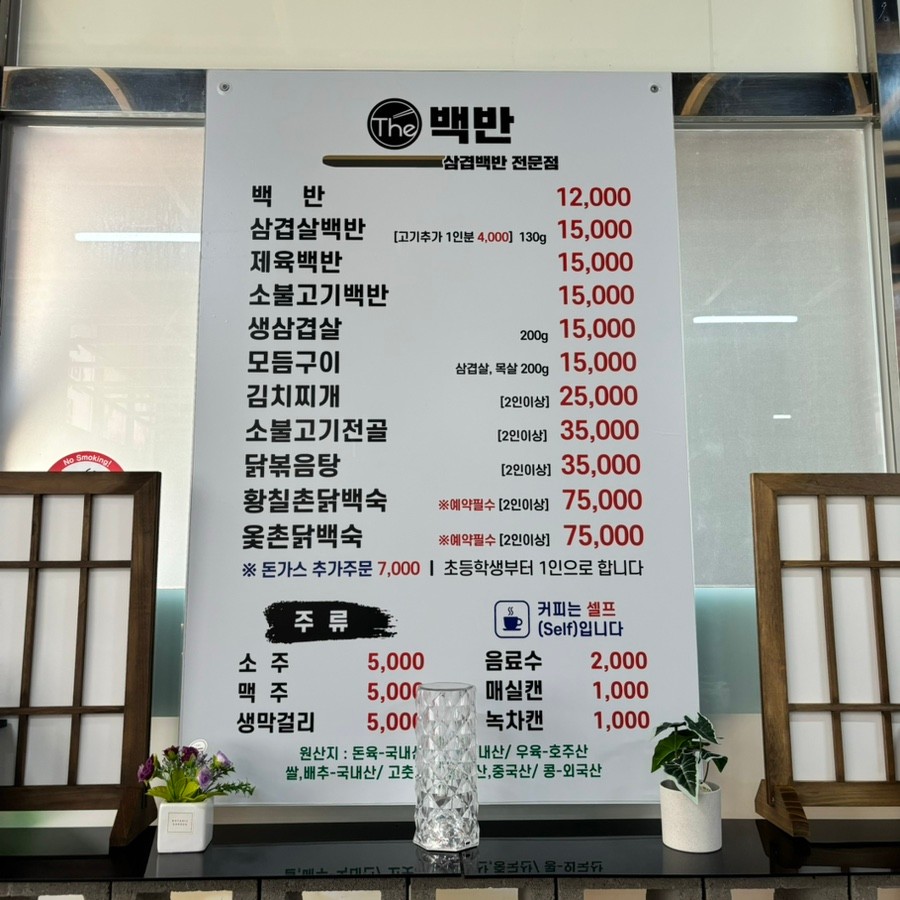 The 백반
삼겹백반 전문점
백 반 12,000
삼겹살백반 [고기추가 1인분 4,000] 130g 15,000
제육백반 15,000
소불고기백반 15,000
생삼겹살 200g 15,000
모듬구이 삼겹살, 목살 200g 15,000
김치찌개 [2인이상] 25,000
소불고기전골 [2인이상] 35,000
닭볶음탕 [2인이상] 35,000
황칠촌닭백숙 ※예약필수 [2인이상] 75,000
옻촌닭백숙 ※예약필수 [2인이상] 75,000
※ 돈가스 추가주문 7,000 | 초등학생부터 1인으로 합니다
주 류
커피는 셀프
(Self)입니다
소 주 5,000 음료수 2,000
맥 주 5,000 매실캔 1,000
생막걸리 5,000 녹차캔 1,000
원산지 : 돈육-국내산 내산/ 우육-호주산
쌀,배추-국내산/ 고춧 산,중국산/ 콩-외국산
No Smoking!